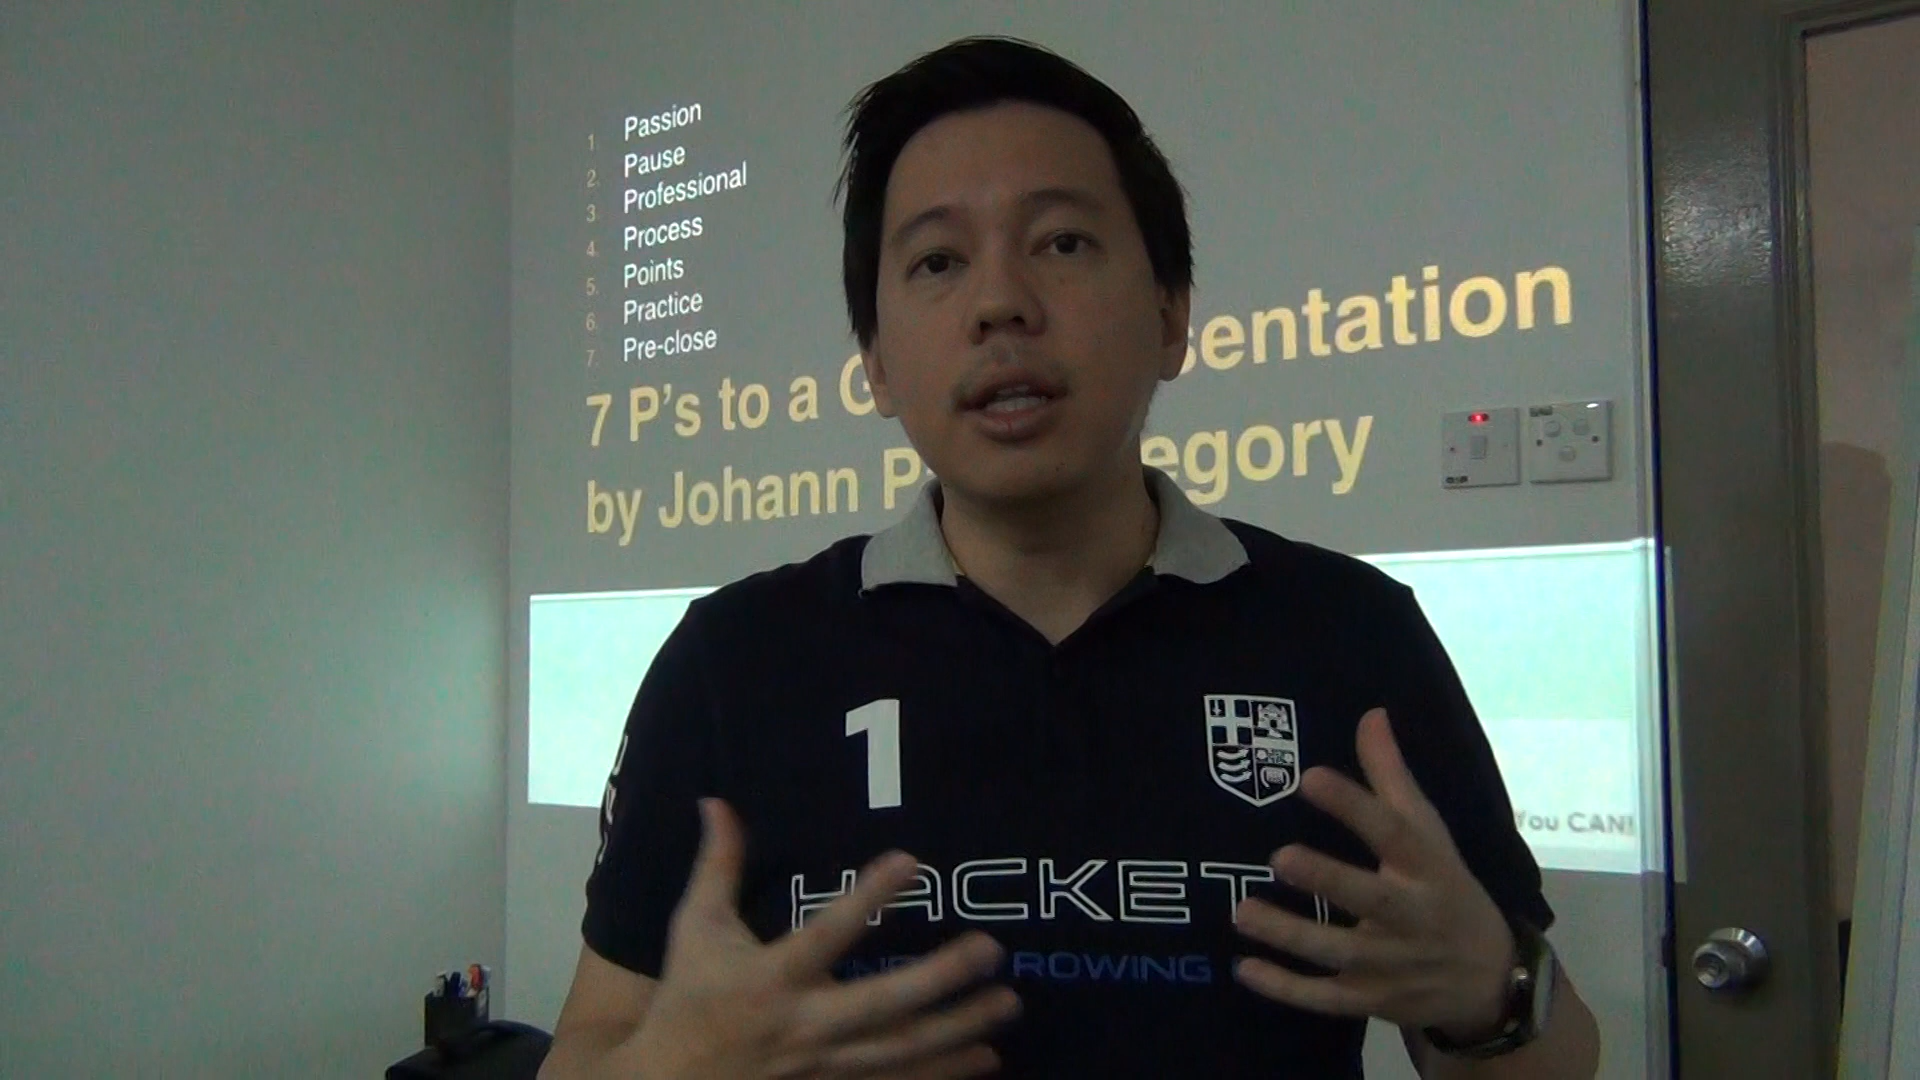 1. Passion
2. Pause
3. Professional
4. Process
5. Points
6. Practice
7. Pre-close
7 P's to a G sentation
by Johann P egory
1
HACKETT
ROWING
You CAN!